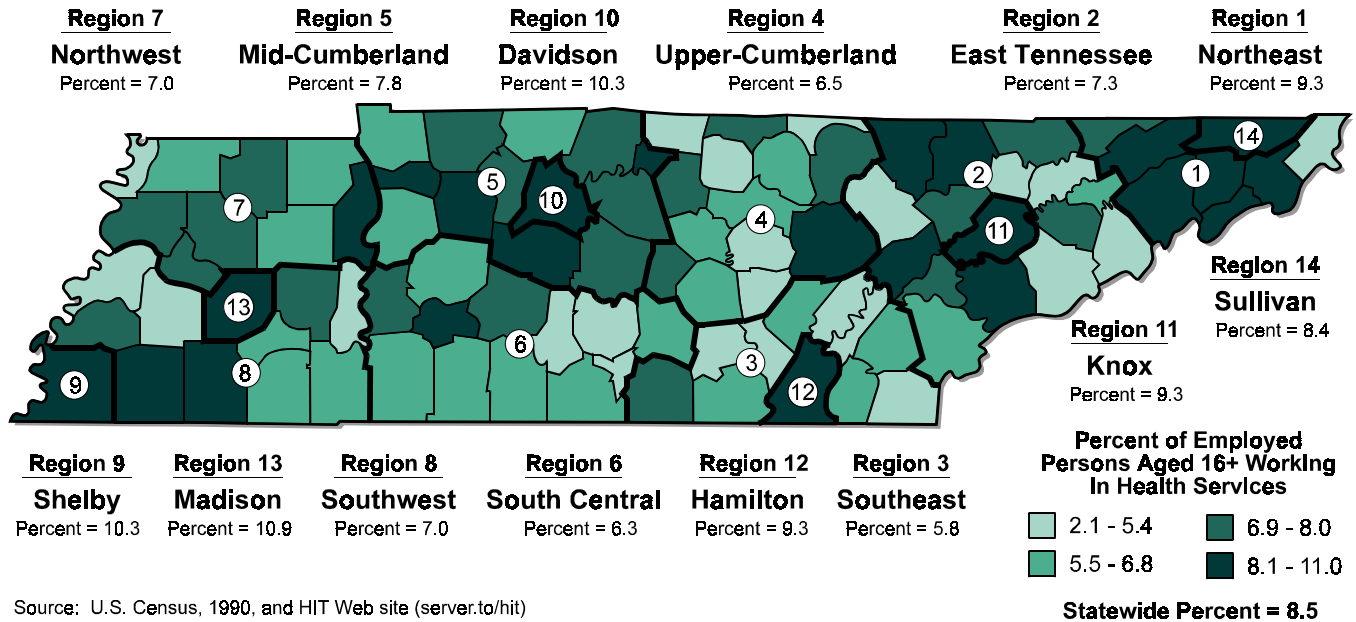 Region 7
Northwest
Percent = 7.0
Region 5
Mid-Cumberland
Percent = 7.8
Region 10
Davidson
Percent = 10.3
Region 4
Upper-Cumberland
Percent = 6.5
Region 2
East Tennessee
Percent = 7.3
Region 1
Northeast
Percent = 9.3
14
5
2
1
10
7
4
11
13
6
3
8
9
12
Region 14
Sullivan
Percent = 8.4
Region 11
Knox
Percent = 9.3
Region 9
Shelby
Percent = 10.3
Region 13
Madison
Percent = 10.9
Region 8
Southwest
Percent = 7.0
Region 6
South Central
Percent = 6.3
Region 12
Hamilton
Percent = 9.3
Region 3
Southeast
Percent = 5.8
Percent of Employed
Persons Aged 16+ Working
In Health Services
2.1 - 5.4
6.9 - 8.0
5.5 - 6.8
8.1 - 11.0
Statewide Percent = 8.5
Source: U.S. Census, 1990, and HIT Web site (server.to/hit)